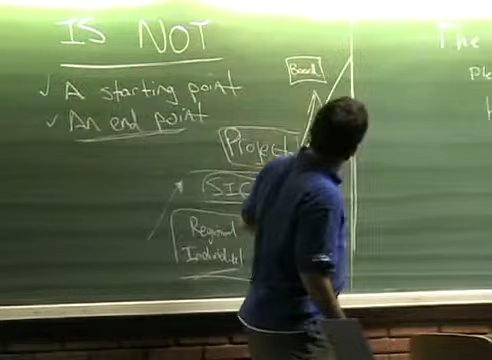 IS NOT
✓ A starting point
✓ An end point
Board
Project
SIG
Regional
Individual
The